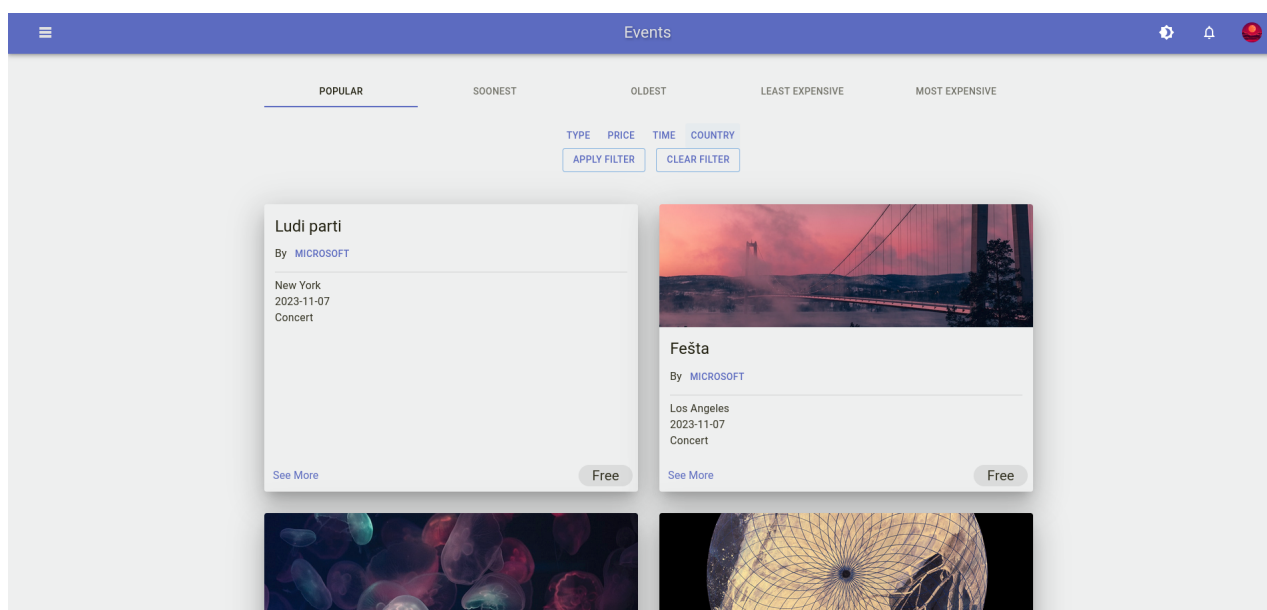 Events
POPULAR SOONEST OLDEST LEAST EXPENSIVE MOST EXPENSIVE
TYPE PRICE TIME COUNTRY
APPLY FILTER CLEAR FILTER
Ludi parti
By MICROSOFT
New York
2023-11-07
Concert
See More Free
Fešta
By MICROSOFT
Los Angeles
2023-11-07
Concert
See More Free